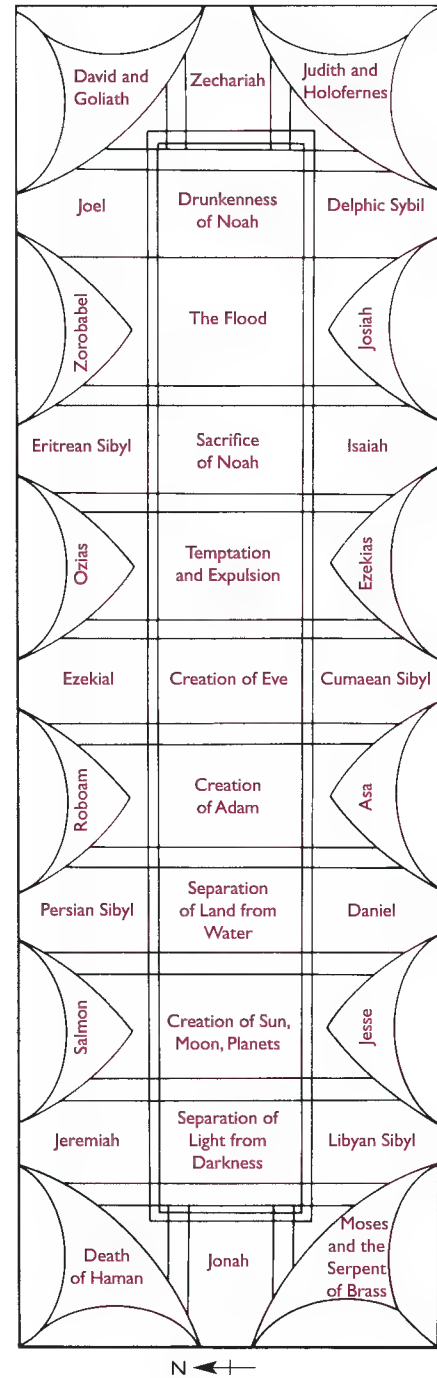 David and
Goliath
Zechariah
Judith and
Holofernes
Joel
Drunkenness
of Noah
Delphic Sybil
Zorobabel
The Flood
Josiah
Eritrean Sibyl
Sacrifice
of Noah
Isaiah
Ozias
Temptation
and Expulsion
Ezekias
Ezekial
Creation of Eve
Cumaean Sibyl
Roboam
Creation
of Adam
Asa
Persian Sibyl
Separation
of Land from
Water
Daniel
Salmon
Creation of Sun,
Moon, Planets
Jesse
Jeremiah
Separation of
Light from
Darkness
Libyan Sibyl
Death
of Haman
Jonah
Moses
and the
Serpent
of Brass
N